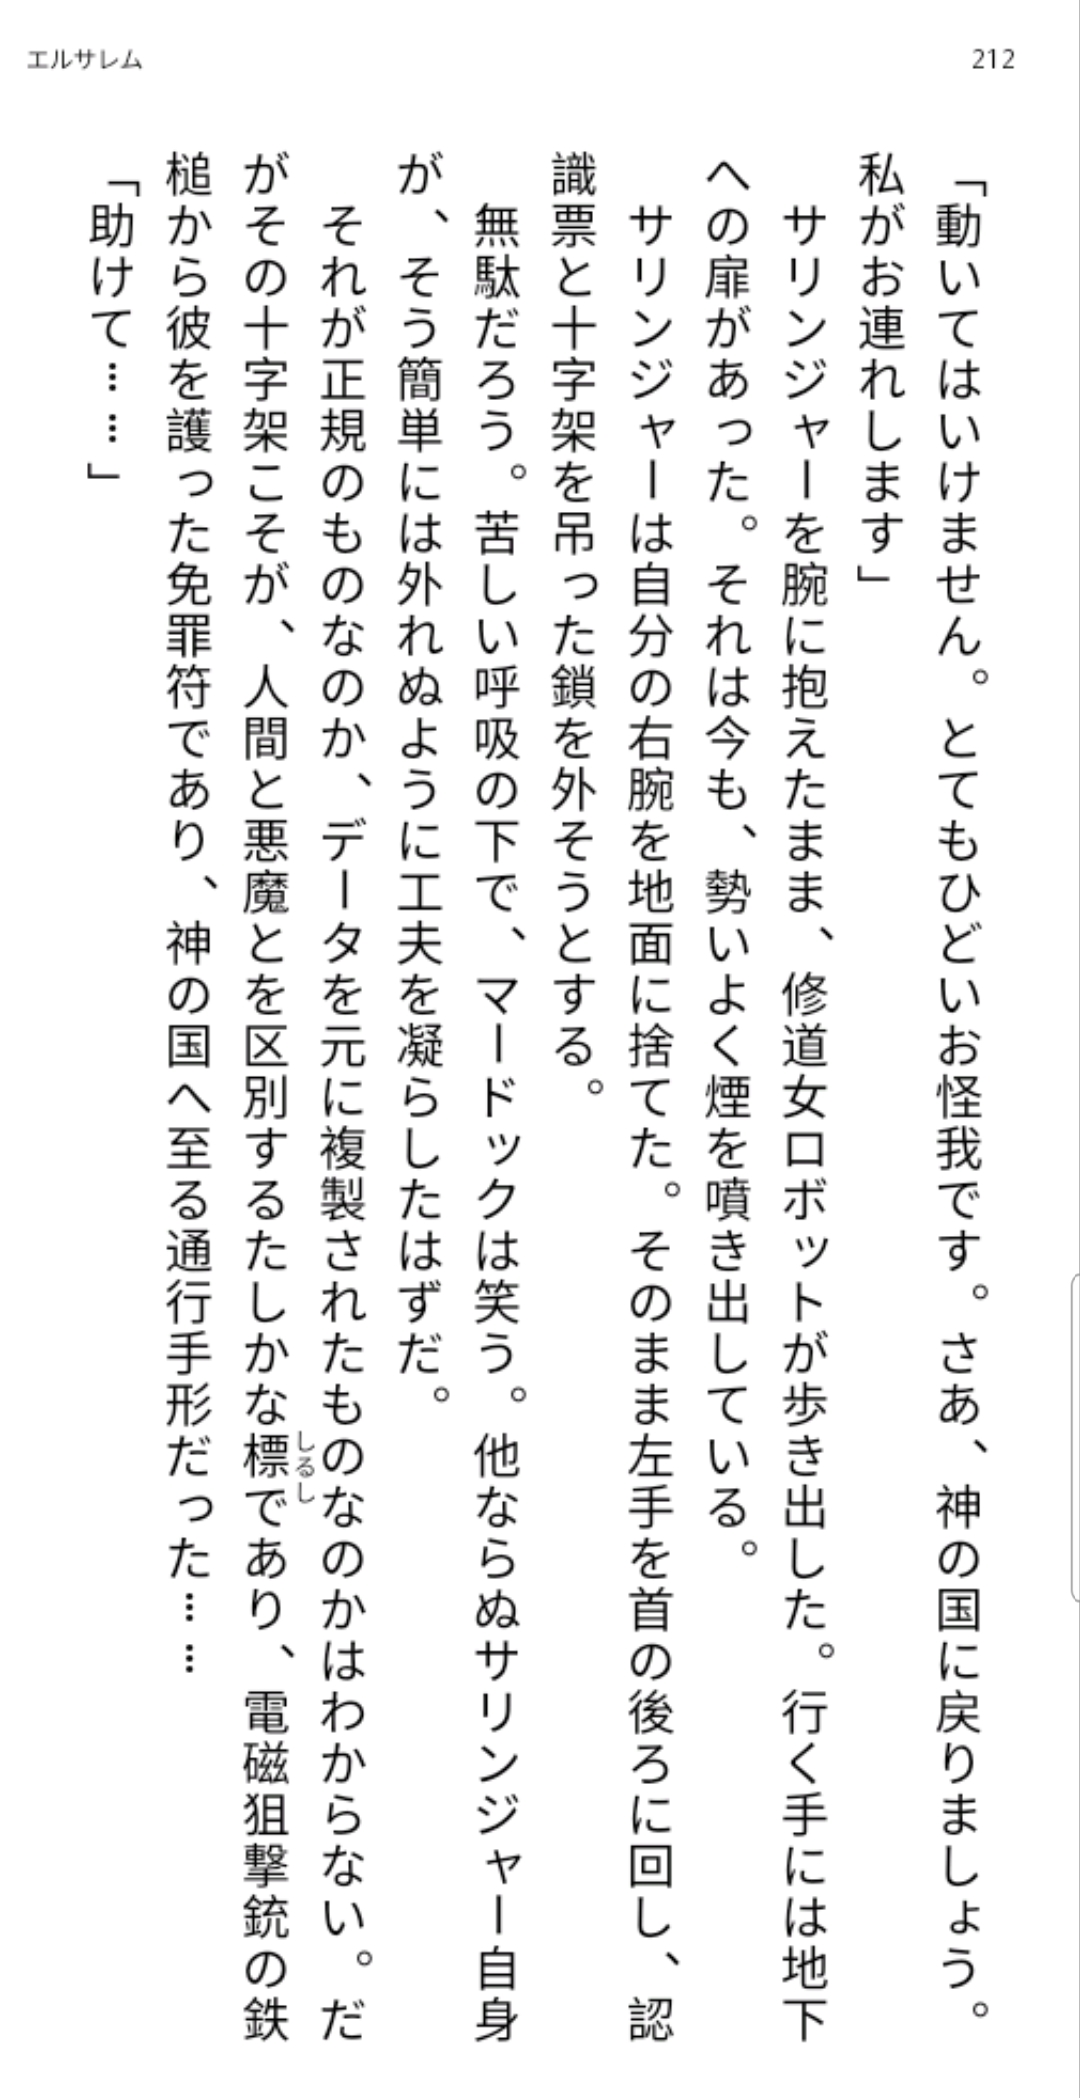 エルサレム
212
「動いてはいけません。とてもひどいお怪我です。さあ、神の国に戻りましょう。
私がお連れします」
サリンジャーを腕に抱えたまま、修道女ロボットが歩き出した。行く手には地下
への扉があった。それは今も、勢いよく煙を噴き出している。
サリンジャーは自分の右腕を地面に捨てた。そのまま左手を首の後ろに回し、認
識票と十字架を吊った鎖を外そうとする。
無駄だろう。苦しい呼吸の下で、マードックは笑う。他ならぬサリンジャー自身
が、そう簡単には外れぬように工夫を凝らしたはずだ。
それが正規のものなのか、データを元に複製されたものなのかはわからない。だ
がその十字架こそが、人間と悪魔とを区別するたしかな標であり、電磁狙撃銃の鉄
しるし
槌から彼を護った免罪符であり、神の国へ至る通行手形だった……
「助けて……」